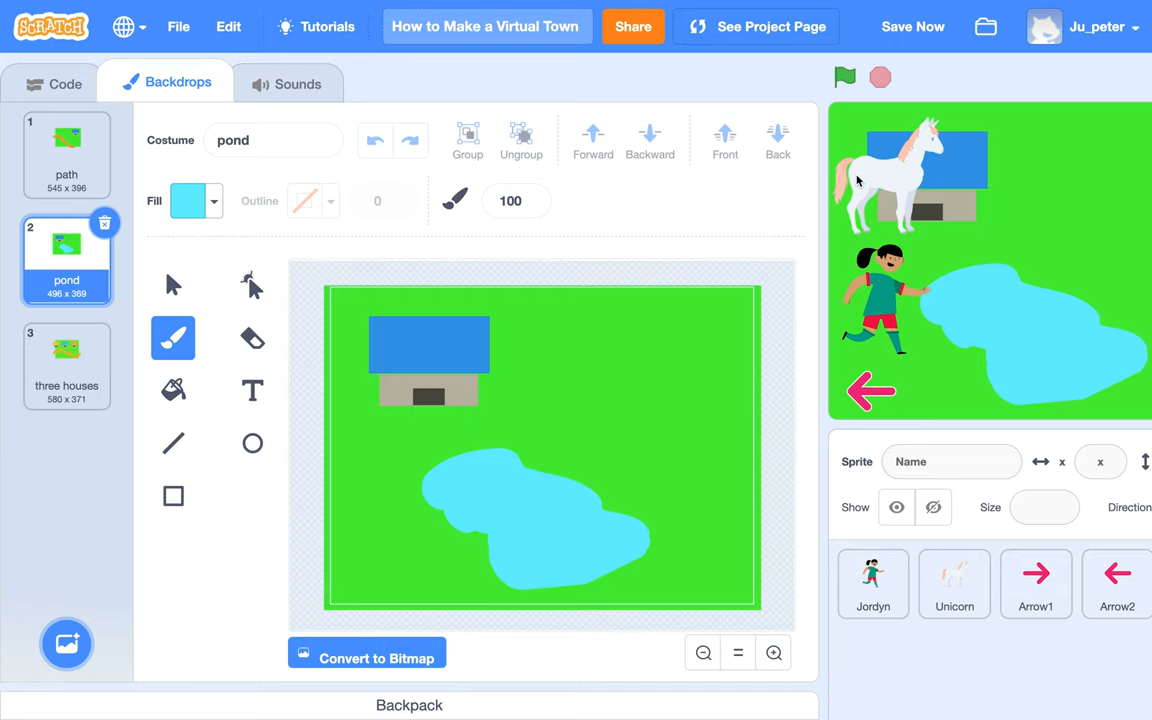 SCRATCH File Edit Tutorials How to Make a Virtual Town Share See Project Page Save Now Ju_peter
Code Backdrops Sounds
1
path
545 x 396
2
pond
496 x 369
3
three houses
580 x 371
Costume pond Group Ungroup Forward Backward Front Back
Fill Outline 0 100
Convert to Bitmap
Backpack
Sprite Name x x
Show Size Direction
Jordyn Unicorn Arrow1 Arrow2